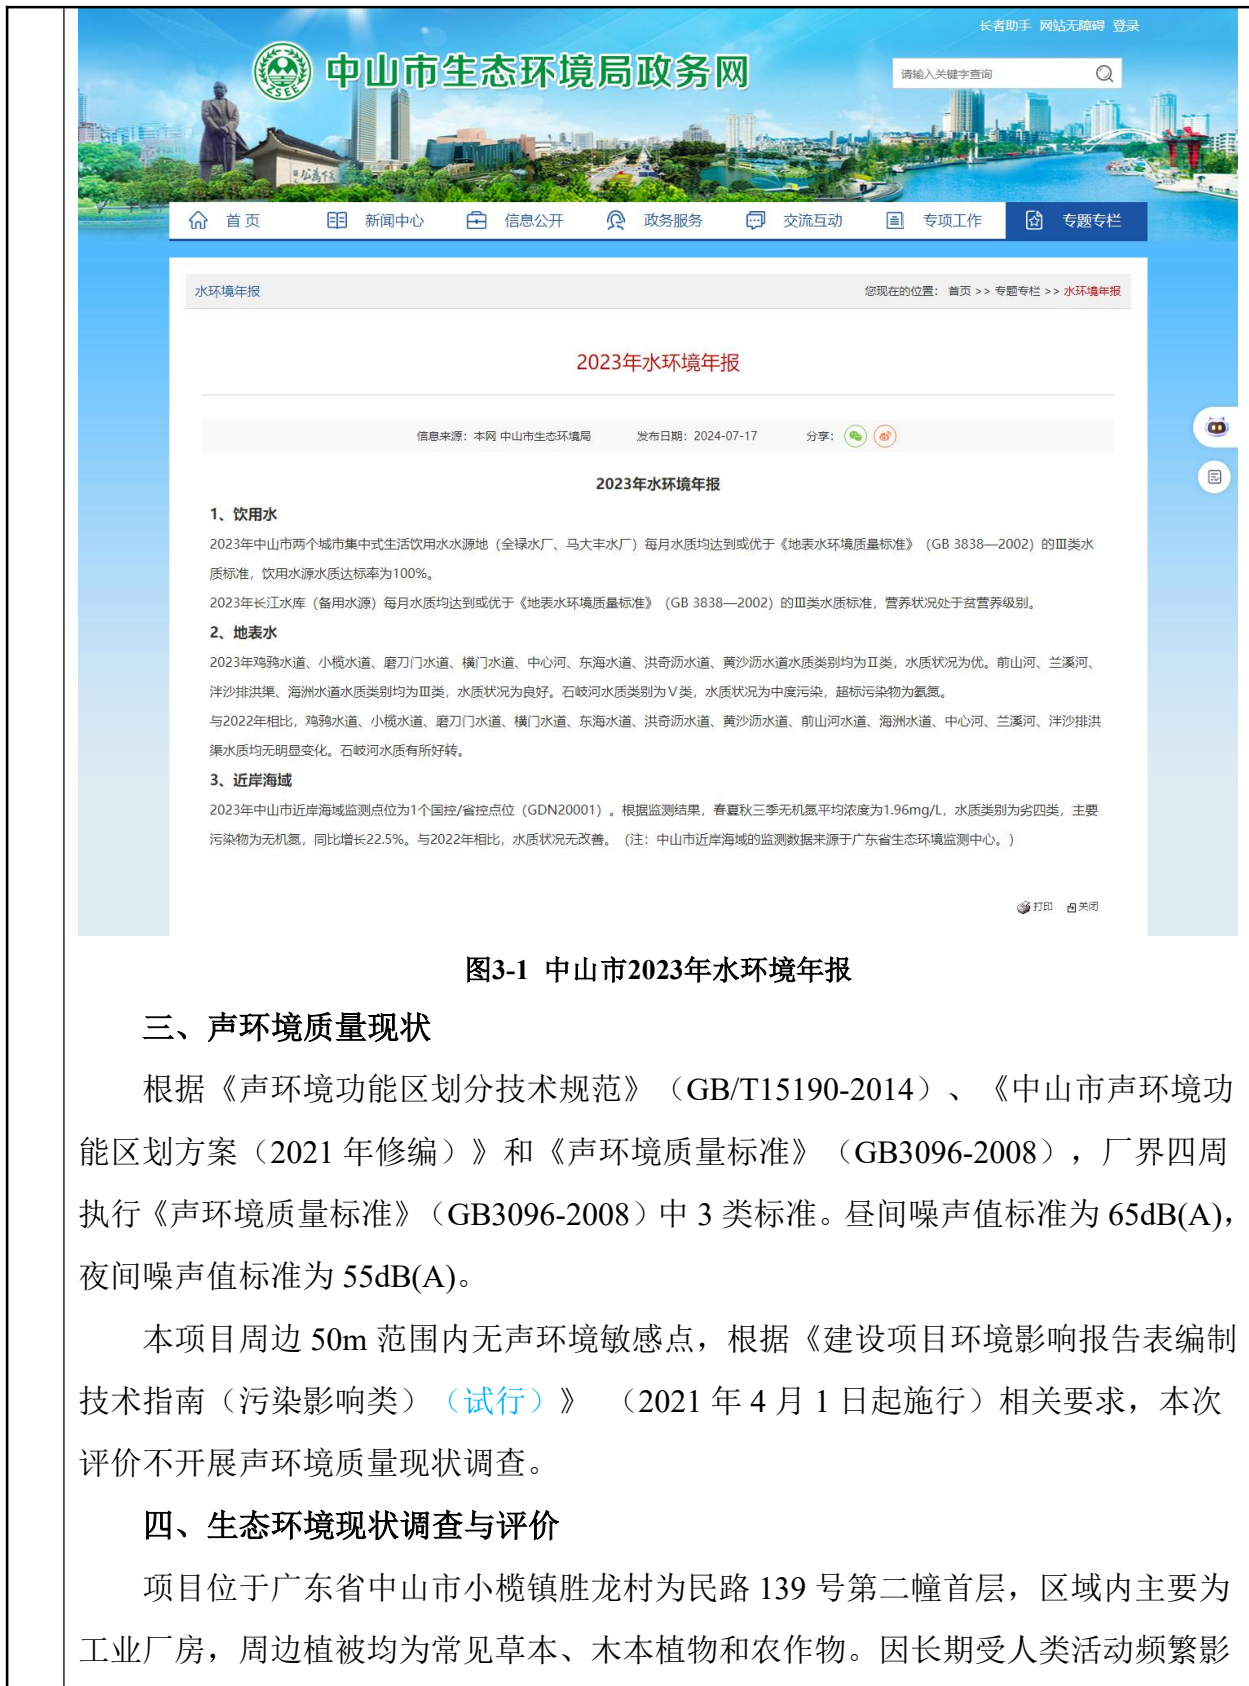 长者助手 网站无障碍 登录
中山市生态环境局政务网
请输入关键字查询
ZSEE
天下为公
首页 新闻中心 信息公开 政务服务 交流互动 专项工作 专题专栏
水环境年报 您现在的位置： 首页 >> 专题专栏 >> 水环境年报
2023年水环境年报
信息来源：本网 中山市生态环境局 发布日期：2024-07-17 分享：
2023年水环境年报
1、饮用水
2023年中山市两个城市集中式生活饮用水水源地（全禄水厂、马大丰水厂）每月水质均达到或优于《地表水环境质量标准》（GB 3838—2002）的Ⅲ类水
质标准，饮用水源水质达标率为100%。
2023年长江水库（备用水源）每月水质均达到或优于《地表水环境质量标准》（GB 3838—2002）的Ⅲ类水质标准，营养状况处于贫营养级别。
2、地表水
2023年鸡鸦水道、小榄水道、磨刀门水道、横门水道、中心河、东海水道、洪奇沥水道、黄沙沥水道水质类别均为Ⅱ类，水质状况为优。前山河、兰溪河、
泮沙排洪渠、海洲水道水质类别均为Ⅲ类，水质状况为良好。石岐河水质类别为Ⅴ类，水质状况为中度污染，超标污染物为氨氮。
与2022年相比，鸡鸦水道、小榄水道、磨刀门水道、横门水道、东海水道、洪奇沥水道、黄沙沥水道、前山河水道、海洲水道、中心河、兰溪河、泮沙排洪
渠水质均无明显变化。石岐河水质有所好转。
3、近岸海域
2023年中山市近岸海域监测点位为1个国控/省控点位（GDN20001）。根据监测结果，春夏秋三季无机氮平均浓度为1.96mg/L，水质类别为劣四类，主要
污染物为无机氮，同比增长22.5%。与2022年相比，水质状况无改善。（注：中山市近岸海域的监测数据来源于广东省生态环境监测中心。）
打印 关闭
图3-1 中山市2023年水环境年报
三、声环境质量现状
根据《声环境功能区划分技术规范》（GB/T15190-2014）、《中山市声环境功
能区划方案（2021 年修编）》和《声环境质量标准》（GB3096-2008），厂界四周
执行《声环境质量标准》（GB3096-2008）中 3 类标准。昼间噪声值标准为 65dB(A)，
夜间噪声值标准为 55dB(A)。
本项目周边 50m 范围内无声环境敏感点，根据《建设项目环境影响报告表编制
技术指南（污染影响类）（试行）》 （2021 年 4 月 1 日起施行）相关要求，本次
评价不开展声环境质量现状调查。
四、生态环境现状调查与评价
项目位于广东省中山市小榄镇胜龙村为民路 139 号第二幢首层，区域内主要为
工业厂房，周边植被均为常见草本、木本植物和农作物。因长期受人类活动频繁影